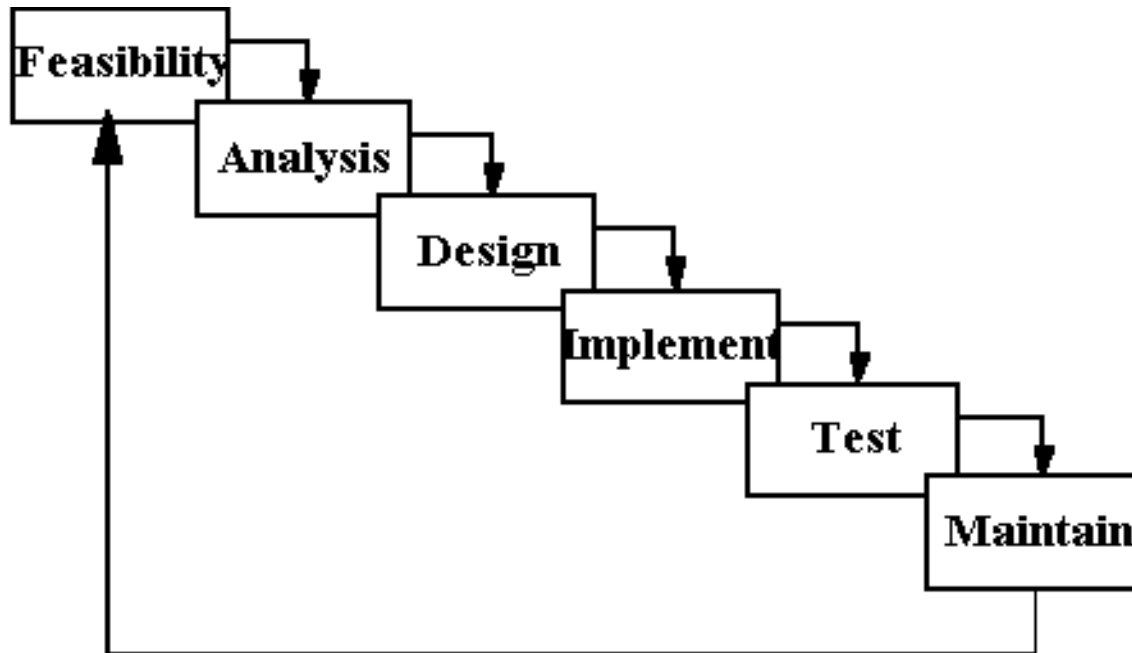 Feasibility
Analysis
Design
Implement
Test
Maintain